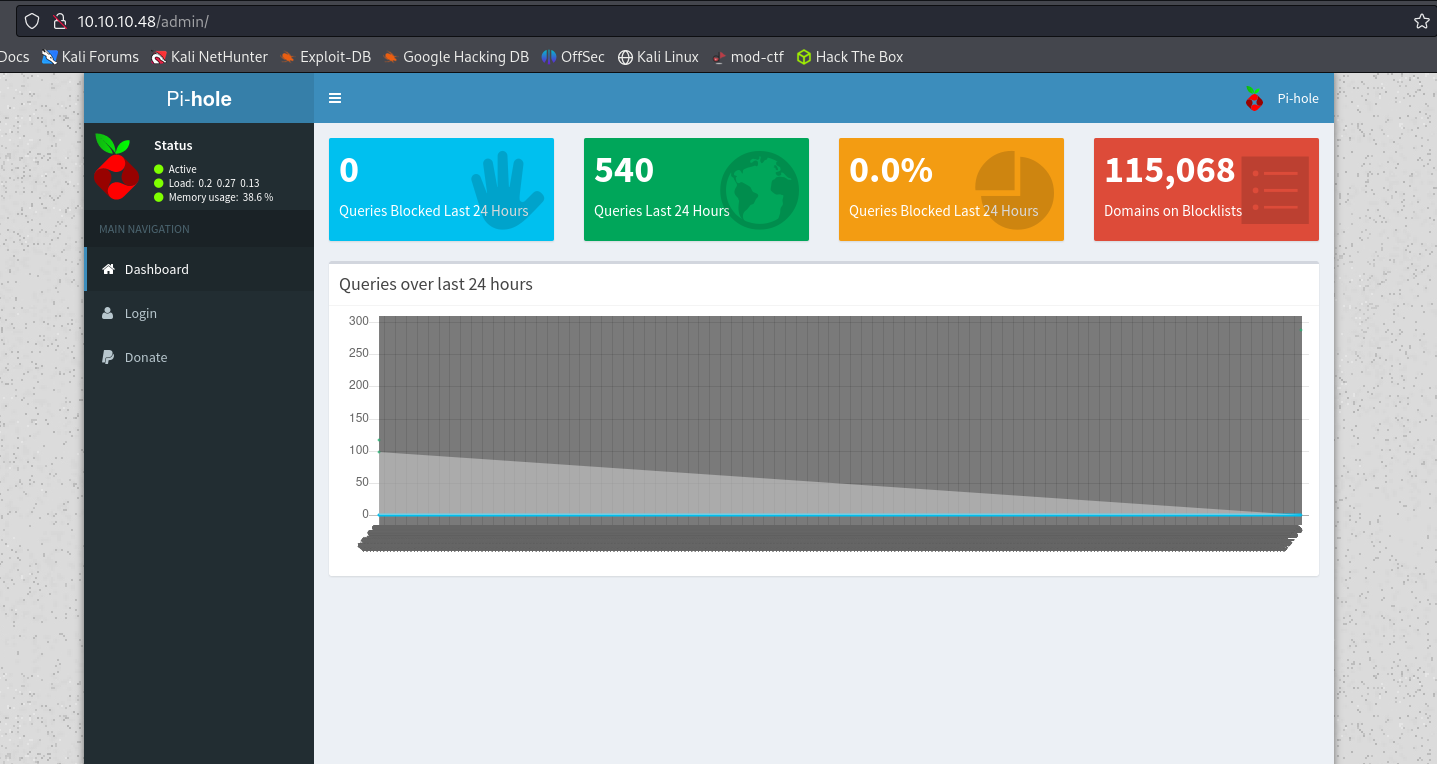 10.10.10.48/admin/
Docs Kali Forums Kali NetHunter Exploit-DB Google Hacking DB OffSec Kali Linux mod-ctf Hack The Box
Pi-hole
Pi-hole
Status
Active
Load: 0.2 0.27 0.13
Memory usage: 38.6 %
MAIN NAVIGATION
Dashboard
Login
Donate
0
Queries Blocked Last 24 Hours
540
Queries Last 24 Hours
0.0%
Queries Blocked Last 24 Hours
115,068
Domains on Blocklists
Queries over last 24 hours
300
250
200
150
100
50
0